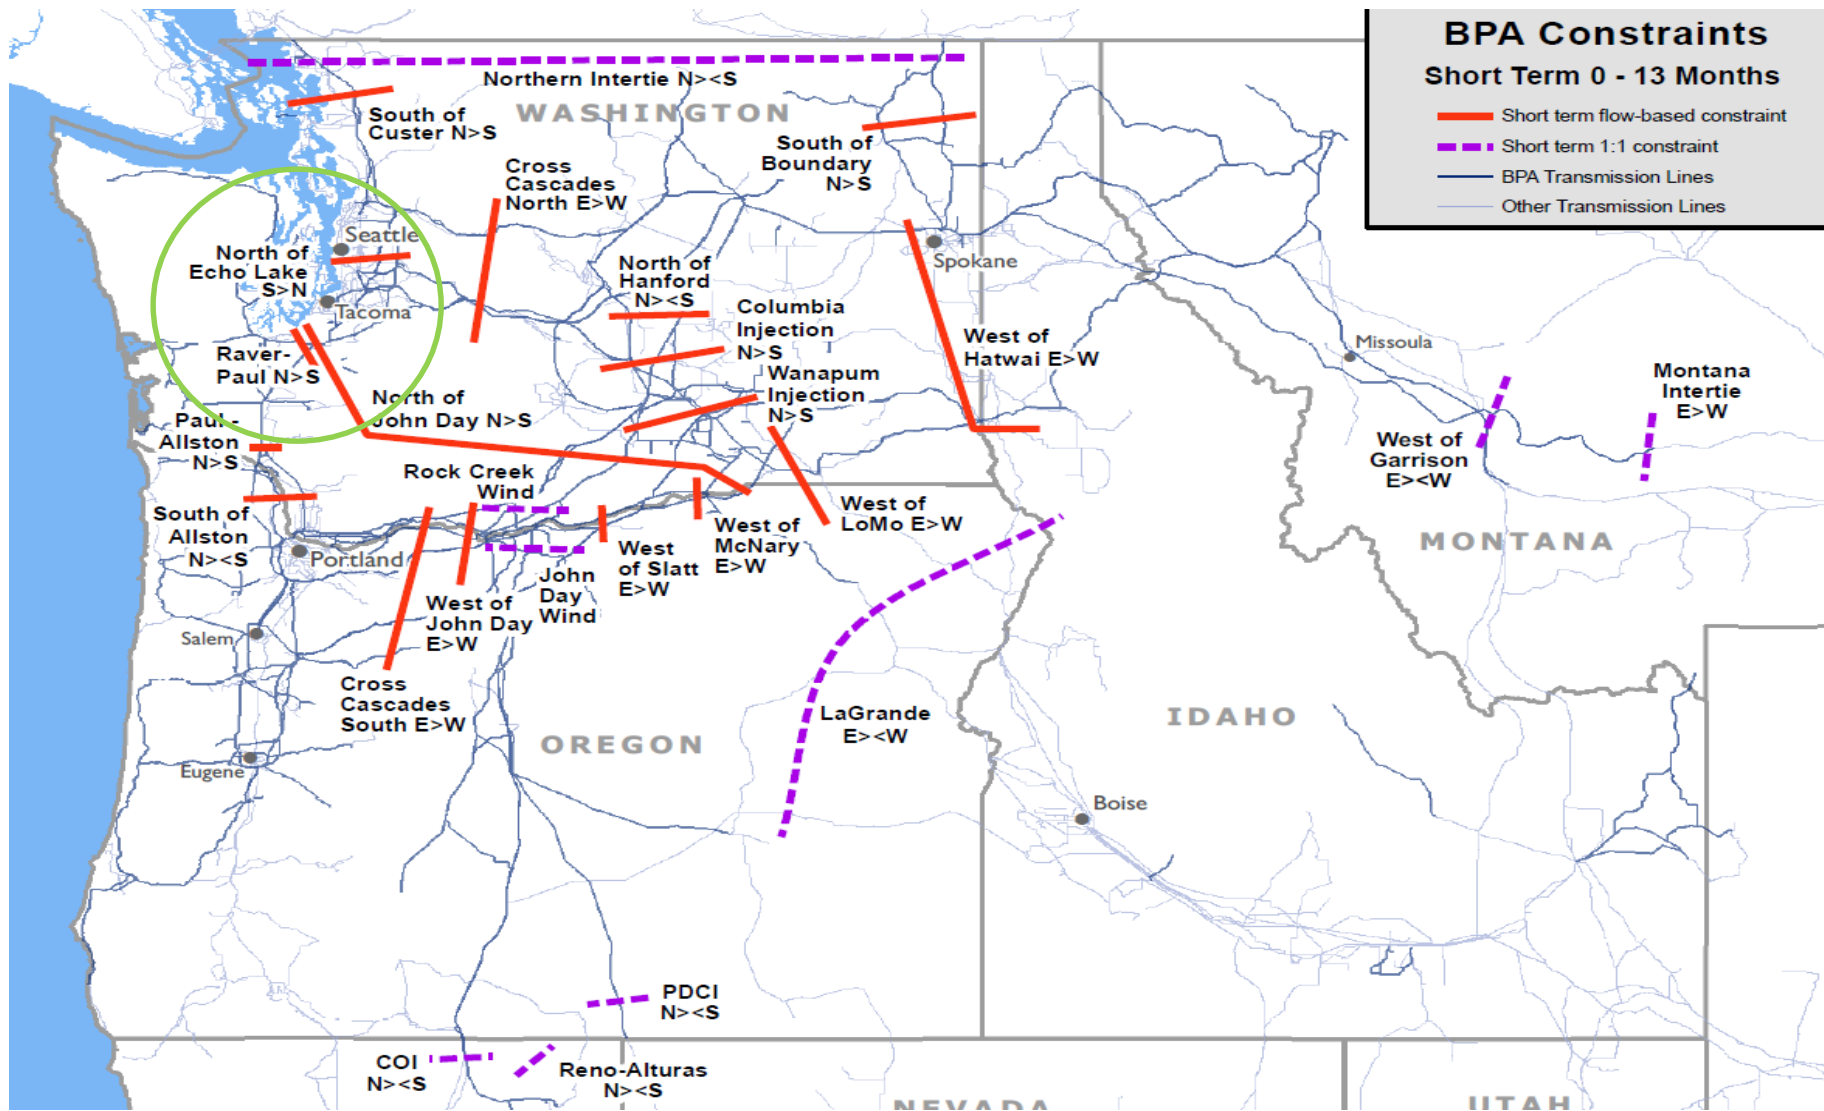 BPA Constraints
Short Term 0 - 13 Months
Short term flow-based constraint
Short term 1:1 constraint
BPA Transmission Lines
Other Transmission Lines
Northern Intertie N><S
WASHINGTON
South of
Custer N>S
South of
Boundary
N>S
Cross
Cascades
North E>W
Seattle
North of
Echo Lake
S>N
Tacoma
Spokane
North of
Hanford
N><S
Columbia
Injection
N>S
Wanapum
Injection
N>S
West of
Hatwai E>W
Missoula
Montana
Intertie
E>W
Raver-
Paul N>S
North of
John Day N>S
Paul-
Allston
N>S
West of
Garrison
E><W
Rock Creek
Wind
South of
Allston
N><S
West of
LoMo E>W
West of
McNary
E>W
West
of Slatt
E>W
MONTANA
Portland
John
Day
Wind
West of
John Day
E>W
Salem
Cross
Cascades
South E>W
LaGrande
E><W
IDAHO
OREGON
Eugene
Boise
PDCI
N><S
COI
N><S
Reno-Alturas
N><S
NEVADA
UTAH